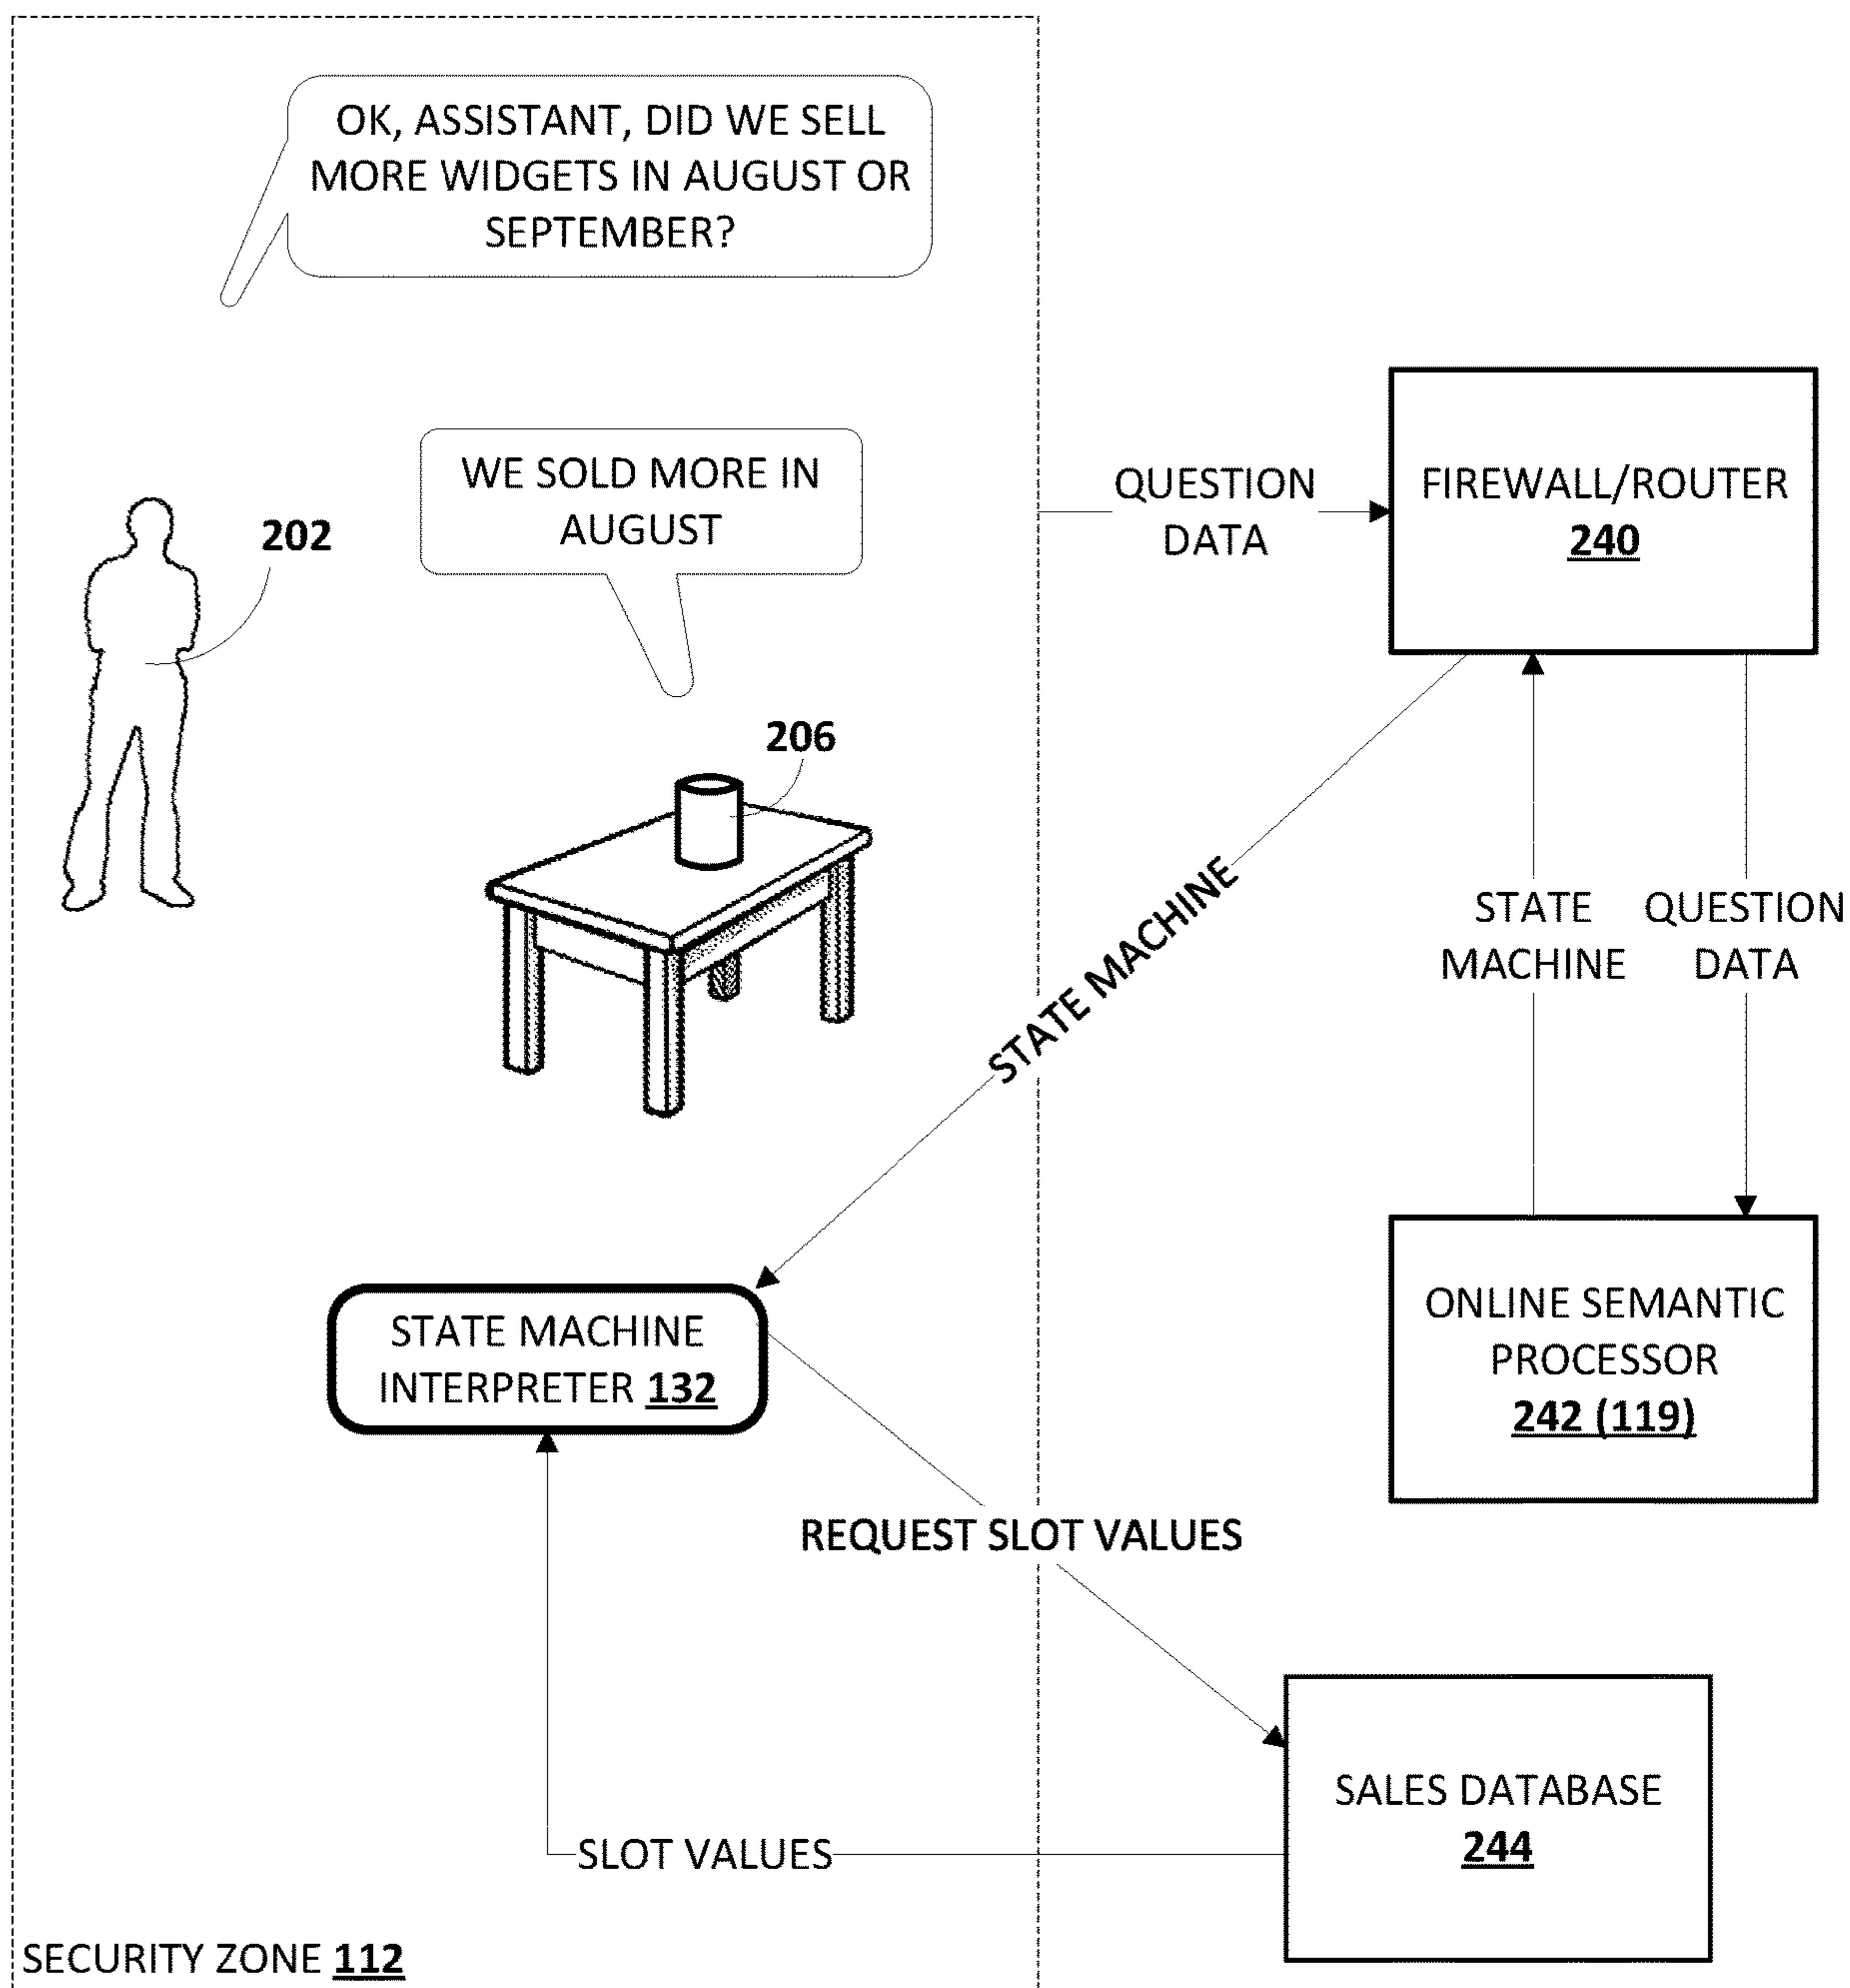 OK, ASSISTANT, DID WE SELL
MORE WIDGETS IN AUGUST OR
SEPTEMBER?
WE SOLD MORE IN
AUGUST
202
206
QUESTION
DATA
FIREWALL/ROUTER
240
STATE MACHINE
STATE
MACHINE
QUESTION
DATA
ONLINE SEMANTIC
PROCESSOR
242 (119)
STATE MACHINE
INTERPRETER 132
REQUEST SLOT VALUES
SALES DATABASE
244
SLOT VALUES
SECURITY ZONE 112